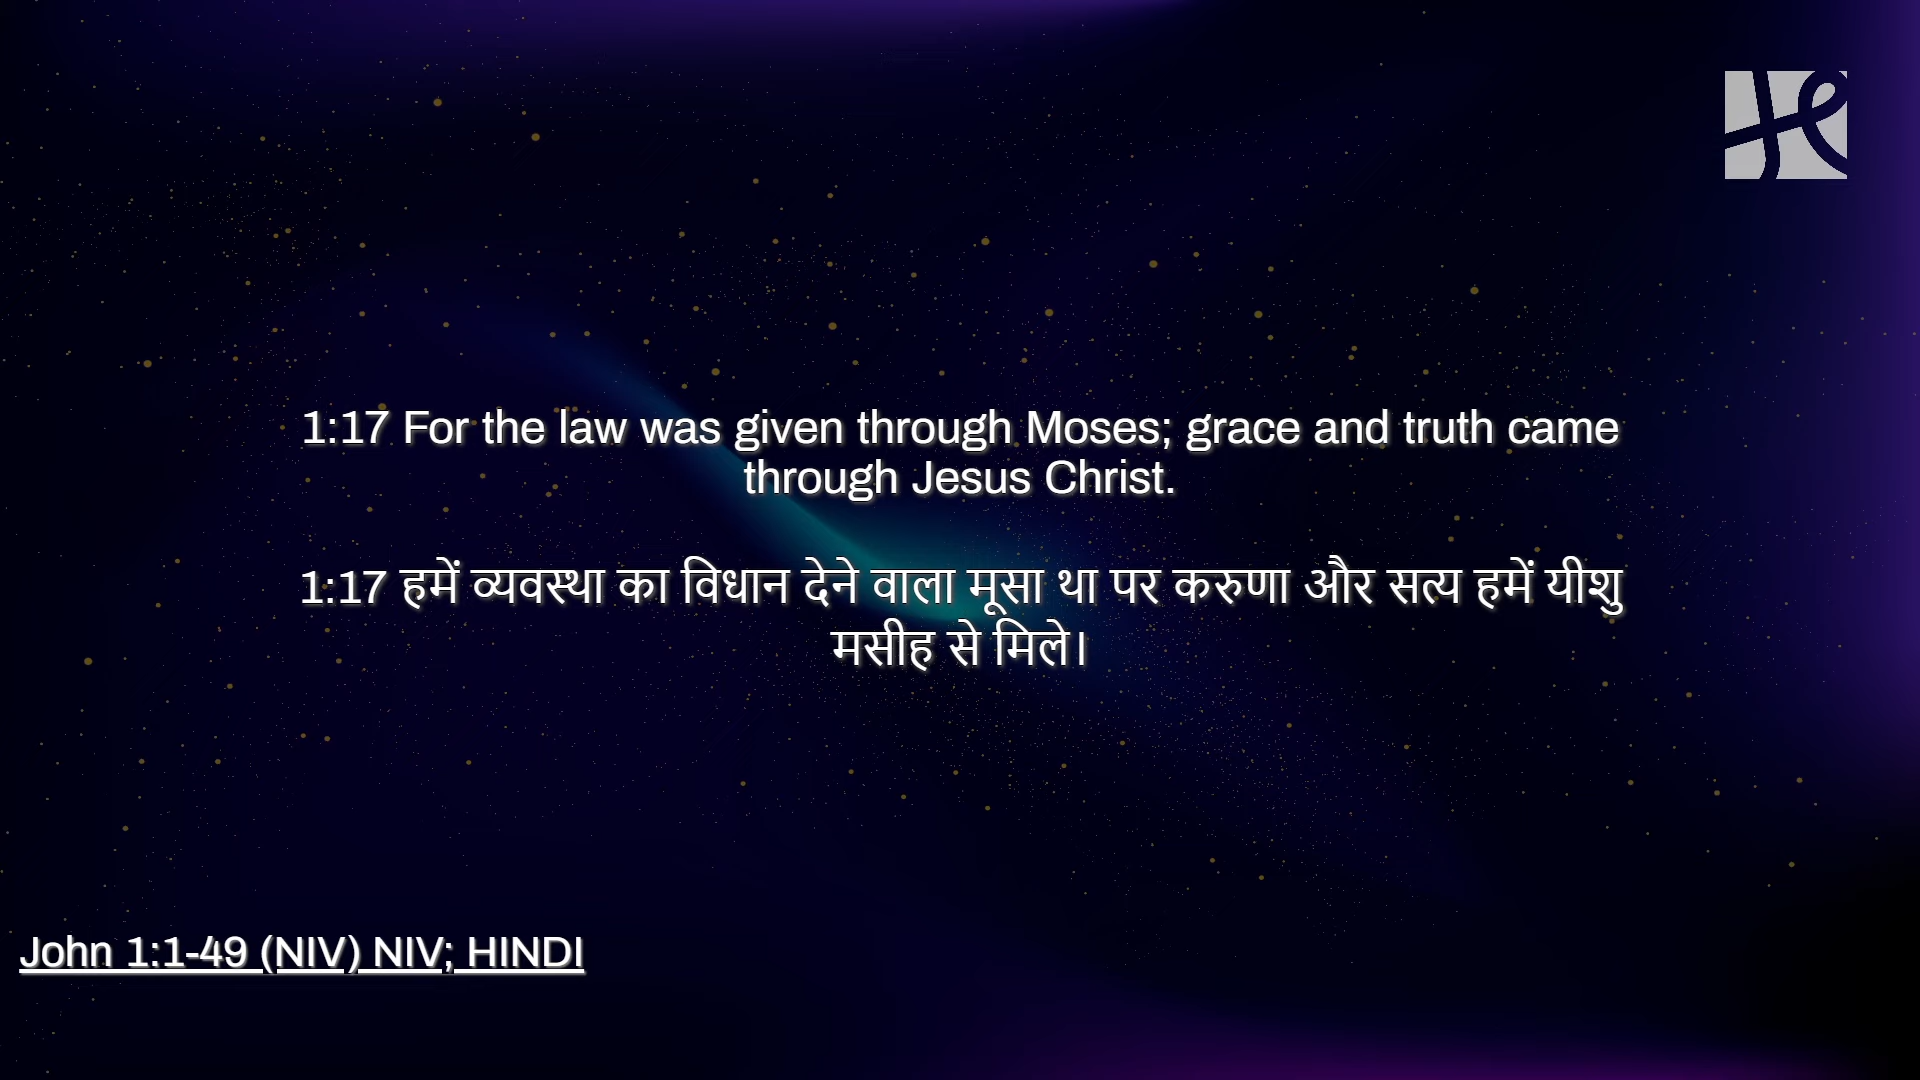 1:17 For the law was given through Moses; grace and truth came
through Jesus Christ.
1:17 हमें व्यवस्था का विधान देने वाला मूसा था पर करुणा और सत्य हमें यीशु
मसीह से मिले।
John 1:1-49 (NIV) NIV; HINDI